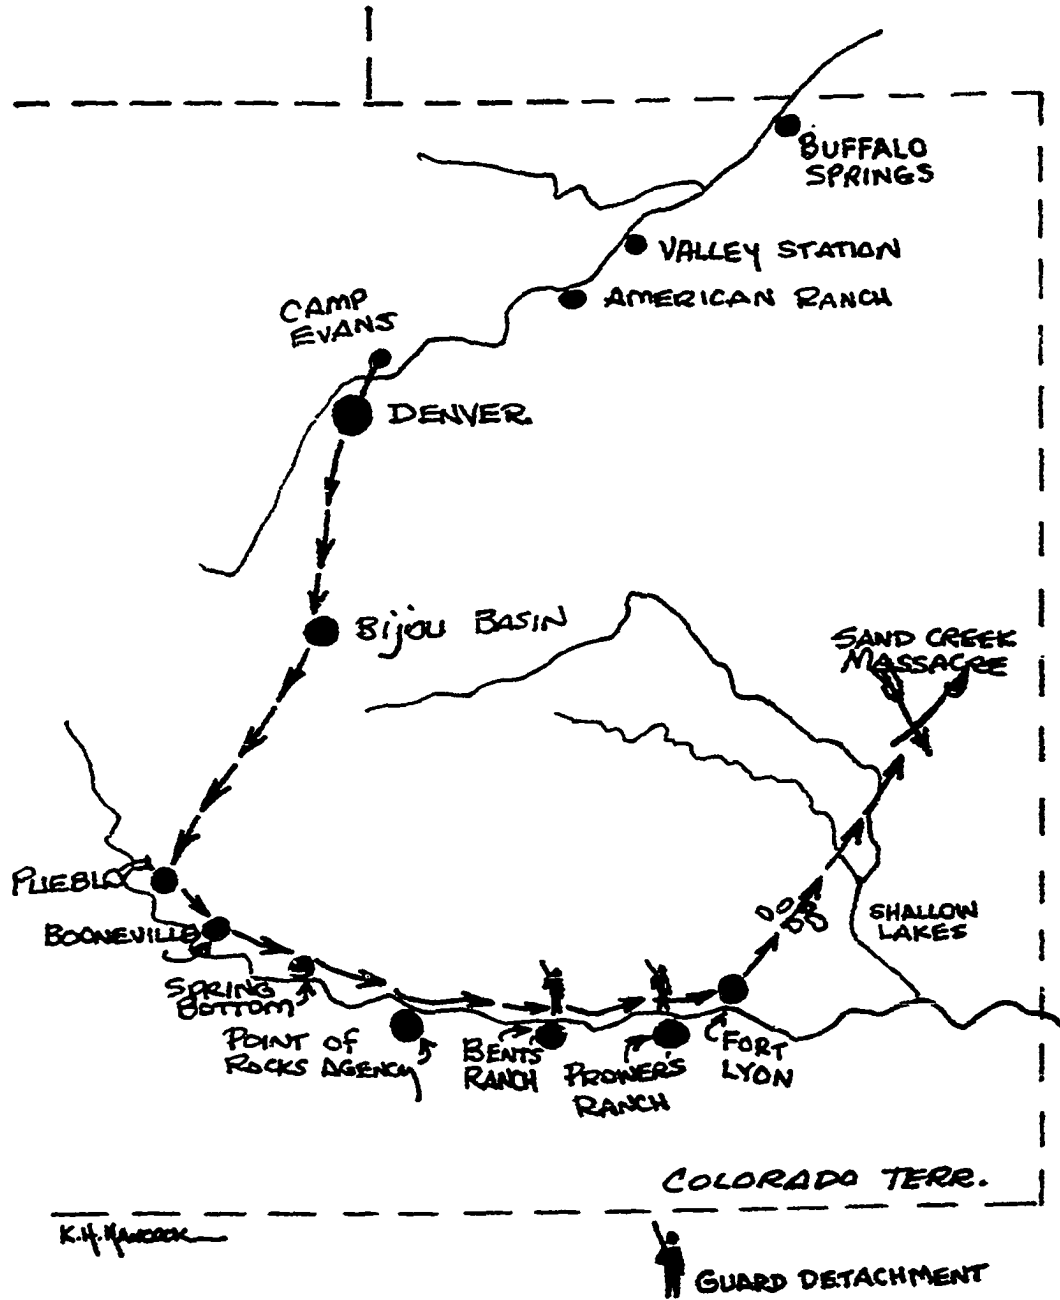 BUFFALO
SPRINGS
VALLEY STATION
AMERICAN RANCH
CAMP
EVANS
DENVER.
BIJOU BASIN
SAND CREEK
MASSACRE
PUEBLO
BOONEVILLE
SHALLOW
LAKES
SPRING
BOTTOM
POINT OF
ROCKS AGENCY
BENTS
RANCH
PROWER'S
RANCH
FORT
LYON
COLORADO TERR.
K.H. HANCOCK
GUARD DETACHMENT